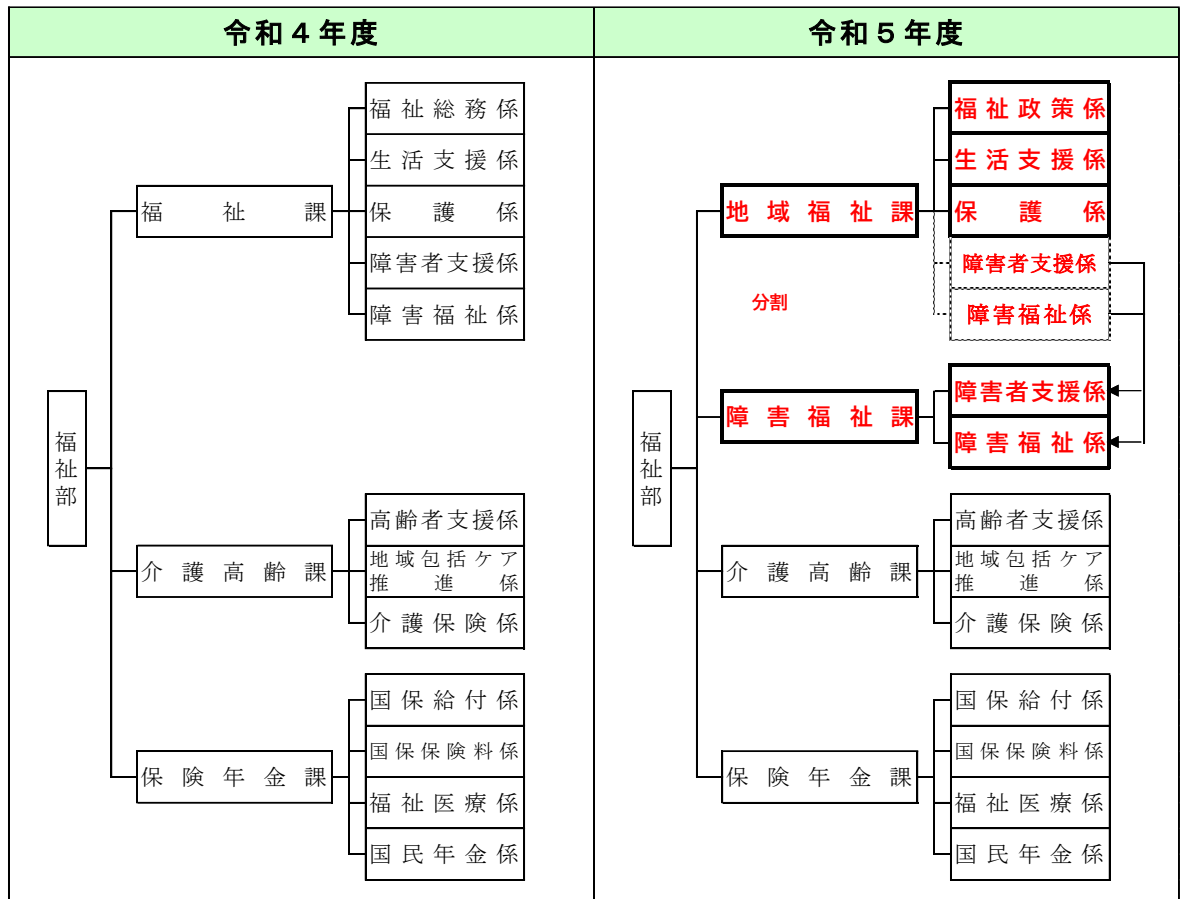 令和４年度
福祉部
福祉課
福祉総務係
生活支援係
保護係
障害者支援係
障害福祉係
介護高齢課
高齢者支援係
地域包括ケア
推進係
介護保険係
保険年金課
国保給付係
国保保険料係
福祉医療係
国民年金係
令和５年度
福祉部
地域福祉課
福祉政策係
生活支援係
保護係
障害者支援係
障害福祉係
分割
障害福祉課
障害者支援係
障害福祉係
介護高齢課
高齢者支援係
地域包括ケア
推進係
介護保険係
保険年金課
国保給付係
国保保険料係
福祉医療係
国民年金係